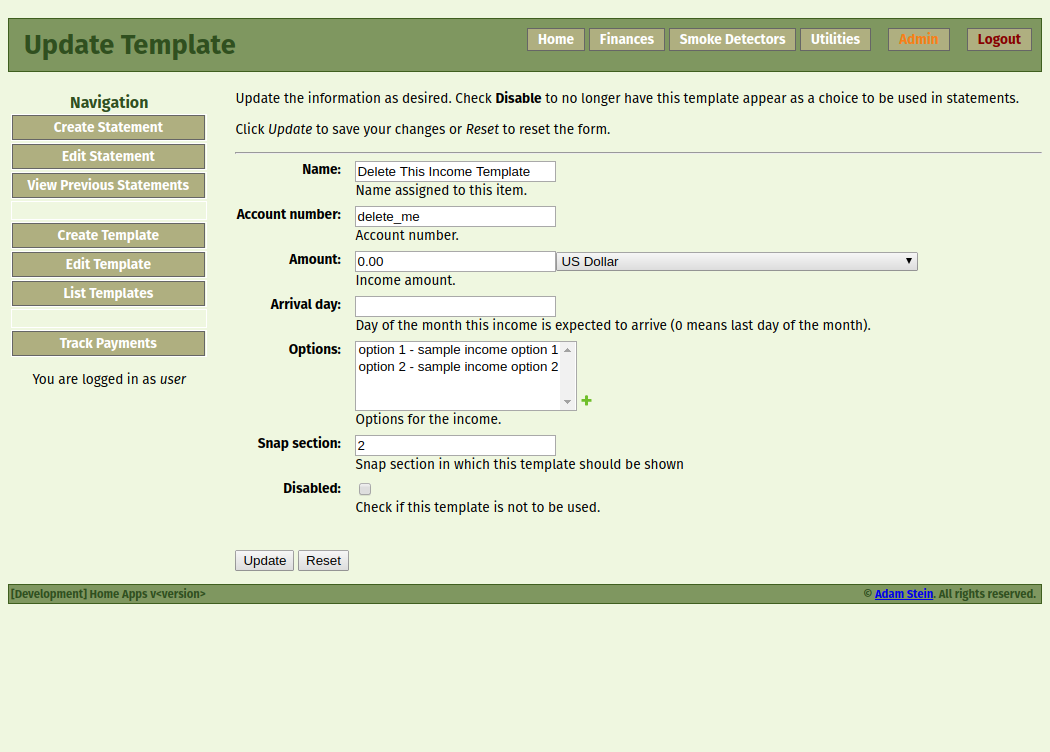 Update Template
Home Finances Smoke Detectors Utilities Admin Logout
Navigation
Create Statement
Edit Statement
View Previous Statements
Create Template
Edit Template
List Templates
Track Payments
You are logged in as user
Update the information as desired. Check Disable to no longer have this template appear as a choice to be used in statements.
Click Update to save your changes or Reset to reset the form.
Name: Delete This Income Template
Name assigned to this item.
Account number: delete_me
Account number.
Amount: 0.00 US Dollar
Income amount.
Arrival day:
Day of the month this income is expected to arrive (0 means last day of the month).
Options: option 1 - sample income option 1
option 2 - sample income option 2
Options for the income.
Snap section: 2
Snap section in which this template should be shown
Disabled:
Check if this template is not to be used.
Update Reset
[Development] Home Apps v<version> © Adam Stein. All rights reserved.